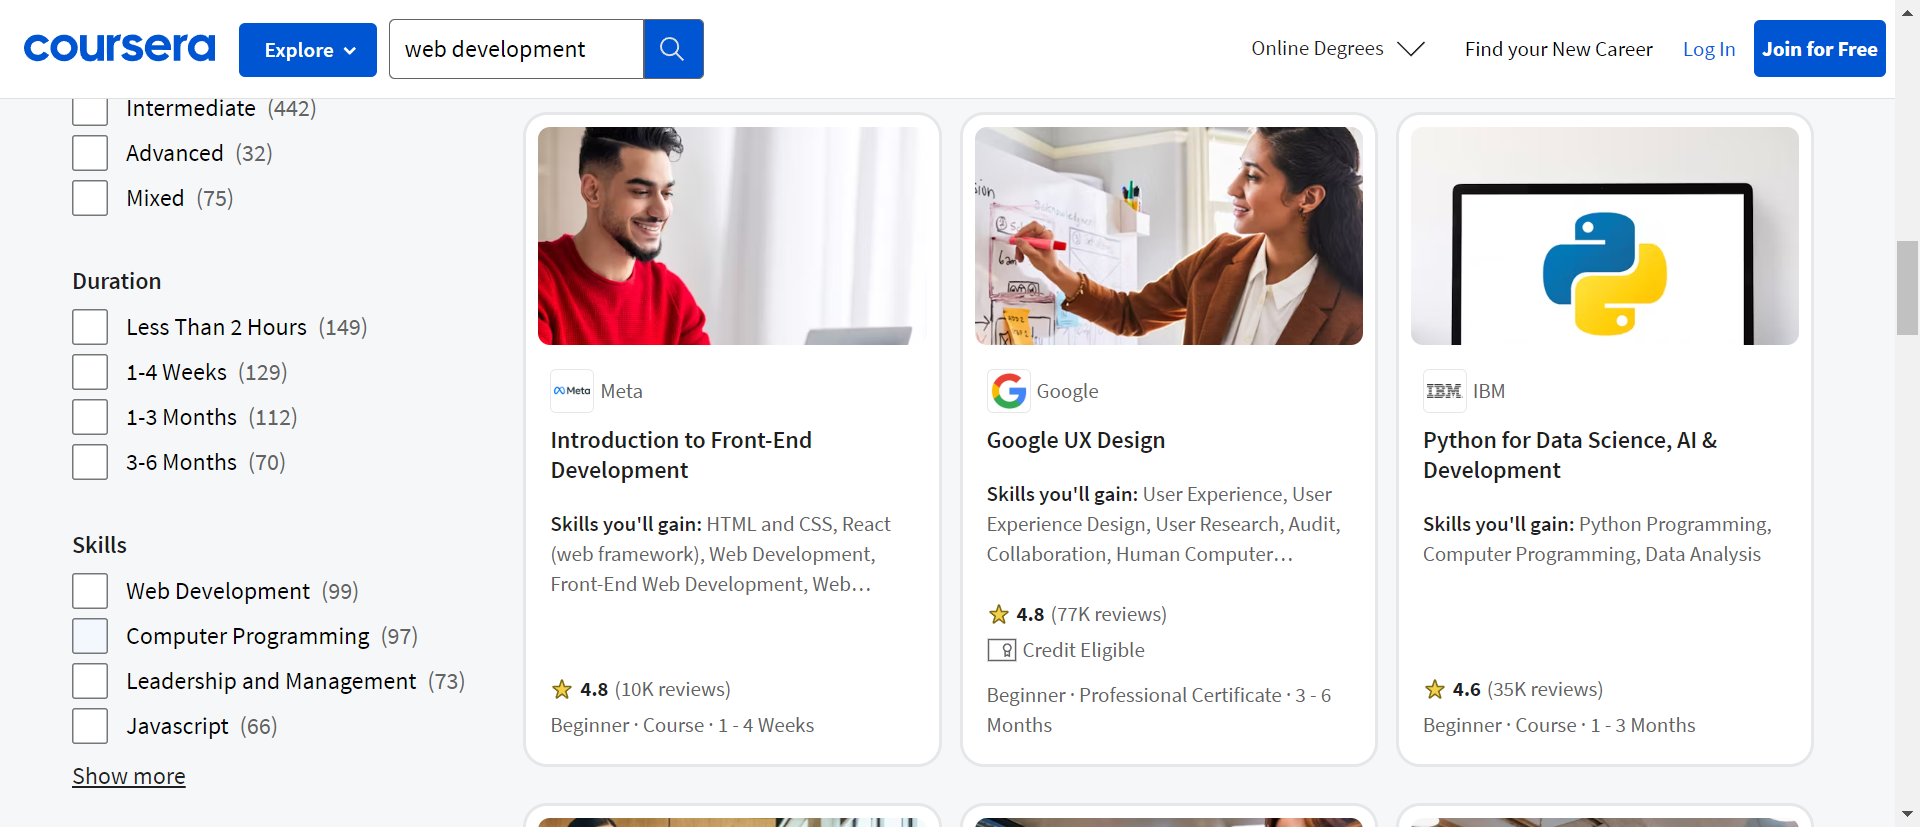 coursera
Explore
web development
Online Degrees
Find your New Career
Log In
Join for Free
Intermediate (442)
Advanced (32)
Mixed (75)
Duration
Less Than 2 Hours (149)
1-4 Weeks (129)
1-3 Months (112)
3-6 Months (70)
Skills
Web Development (99)
Computer Programming (97)
Leadership and Management (73)
Javascript (66)
Show more
Meta Meta
Introduction to Front-End
Development
Skills you'll gain: HTML and CSS, React
(web framework), Web Development,
Front-End Web Development, Web…
4.8 (10K reviews)
Beginner · Course · 1 - 4 Weeks
G Google
Google UX Design
Skills you'll gain: User Experience, User
Experience Design, User Research, Audit,
Collaboration, Human Computer…
4.8 (77K reviews)
Credit Eligible
Beginner · Professional Certificate · 3 - 6
Months
IBM IBM
Python for Data Science, AI &
Development
Skills you'll gain: Python Programming,
Computer Programming, Data Analysis
4.6 (35K reviews)
Beginner · Course · 1 - 3 Months